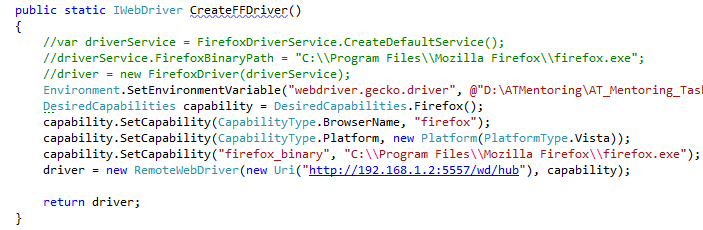 public static IWebDriver CreateFFDriver()
{
//var driverService = FirefoxDriverService.CreateDefaultService();
//driverService.FirefoxBinaryPath = "C:\\Program Files\\Mozilla Firefox\\firefox.exe";
//driver = new FirefoxDriver(driverService);
Environment.SetEnvironmentVariable("webdriver.gecko.driver", @"D:\ATMentoring\AT_Mentoring_Task
DesiredCapabilities capability = DesiredCapabilities.Firefox();
capability.SetCapability(CapabilityType.BrowserName, "firefox");
capability.SetCapability(CapabilityType.Platform, new Platform(PlatformType.Vista));
capability.SetCapability("firefox_binary", "C:\\Program Files\\Mozilla Firefox\\firefox.exe");
driver = new RemoteWebDriver(new Uri("http://192.168.1.2:5557/wd/hub"), capability);
return driver;
}